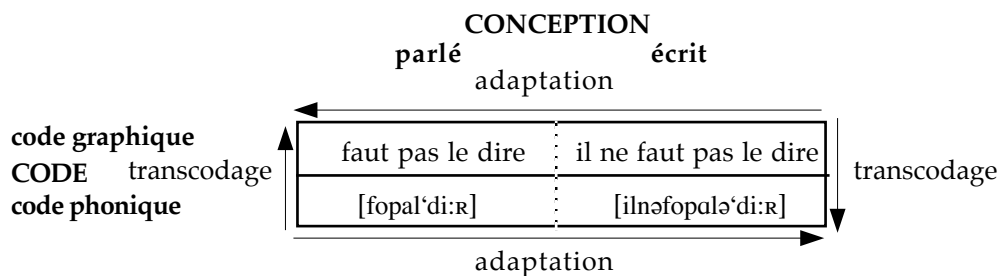 CONCEPTION
parlé écrit
adaptation
code graphique faut pas le dire il ne faut pas le dire
CODE transcodage transcodage
code phonique [fopal‘di:ʀ] [ilnəfopɑlə‘di:ʀ]
adaptation